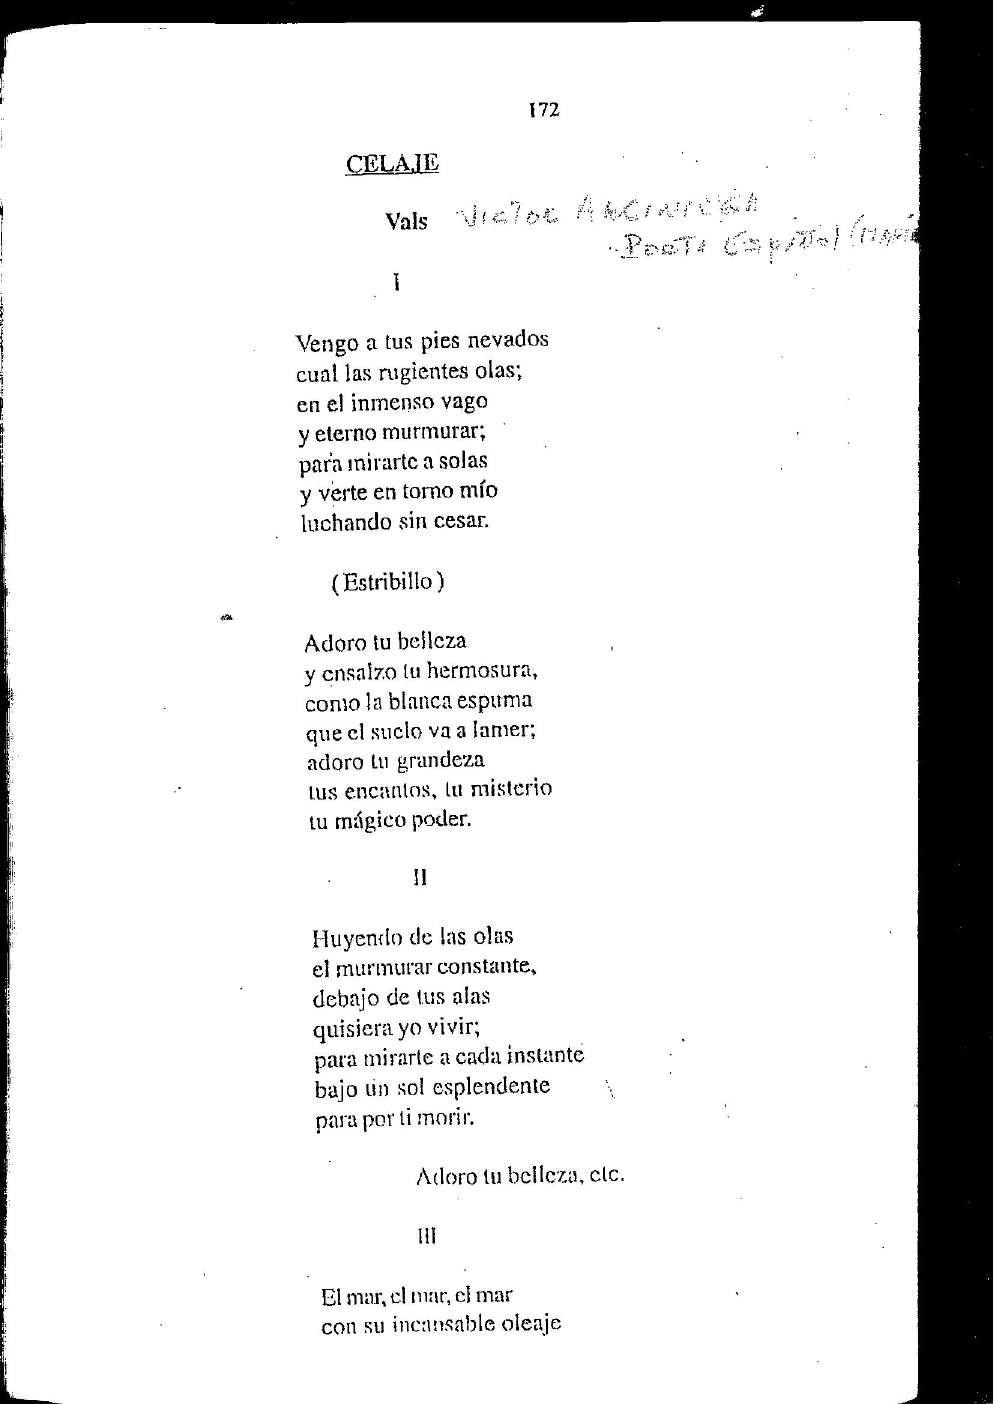 172
CELAJE
Vals Victor ARCINIEGA
Poeta Español
I
Vengo a tus pies nevados
cual las rugientes olas;
en el inmenso vago
y eterno murmurar;
para mirarte a solas
y verte en torno mío
luchando sin cesar.
(Estribillo)
Adoro tu belleza
y ensalzo tu hermosura,
como la blanca espuma
que el suelo va a lamer;
adoro tu grandeza
tus encantos, tu misterio
tu mágico poder.
II
Huyendo de las olas
el murmurar constante,
debajo de tus alas
quisiera yo vivir;
para mirarte a cada instante
bajo un sol esplendente
para por ti morir.
Adoro tu belleza, etc.
III
El mar, el mar, el mar
con su incansable oleaje